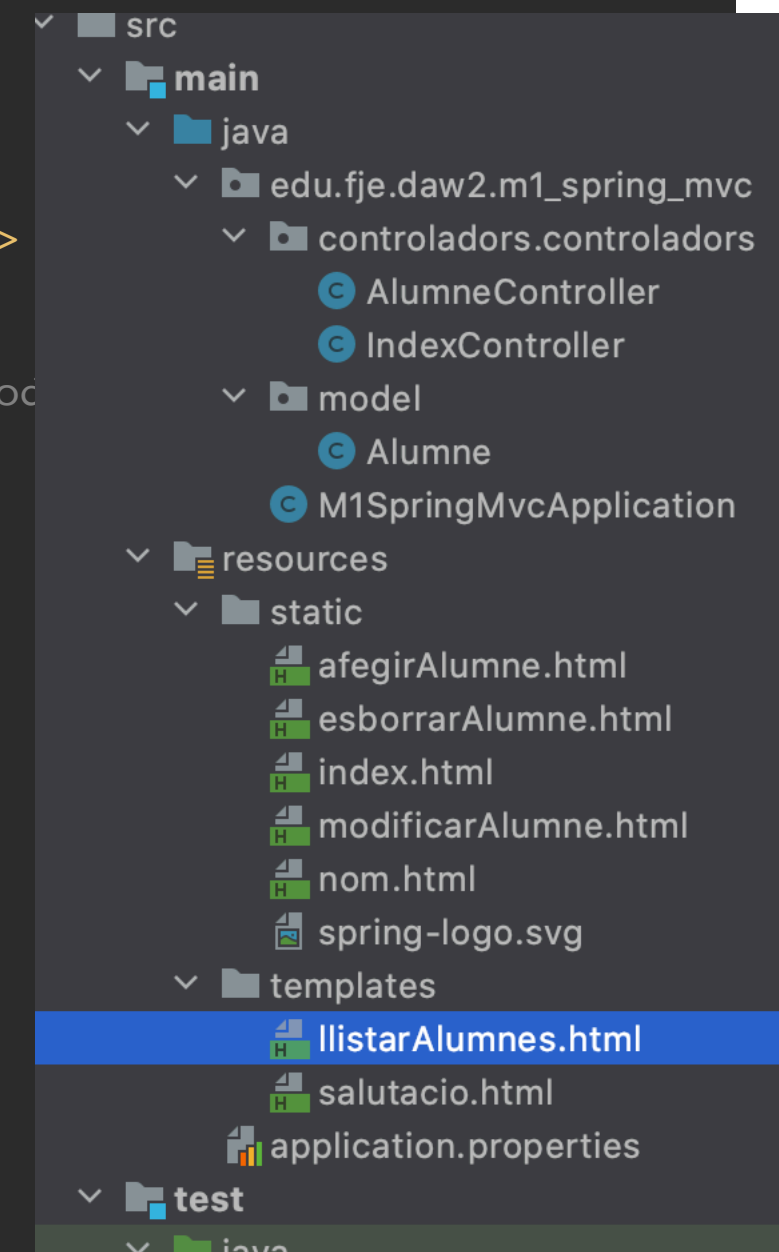 src
main
java
edu.fje.daw2.m1_spring_mvc
>
controladors.controladors
C AlumneController
C IndexController
model
C Alumne
C M1SpringMvcApplication
resources
static
H afegirAlumne.html
H esborrarAlumne.html
H index.html
H modificarAlumne.html
H nom.html
spring-logo.svg
templates
H llistarAlumnes.html
H salutacio.html
application.properties
test
java